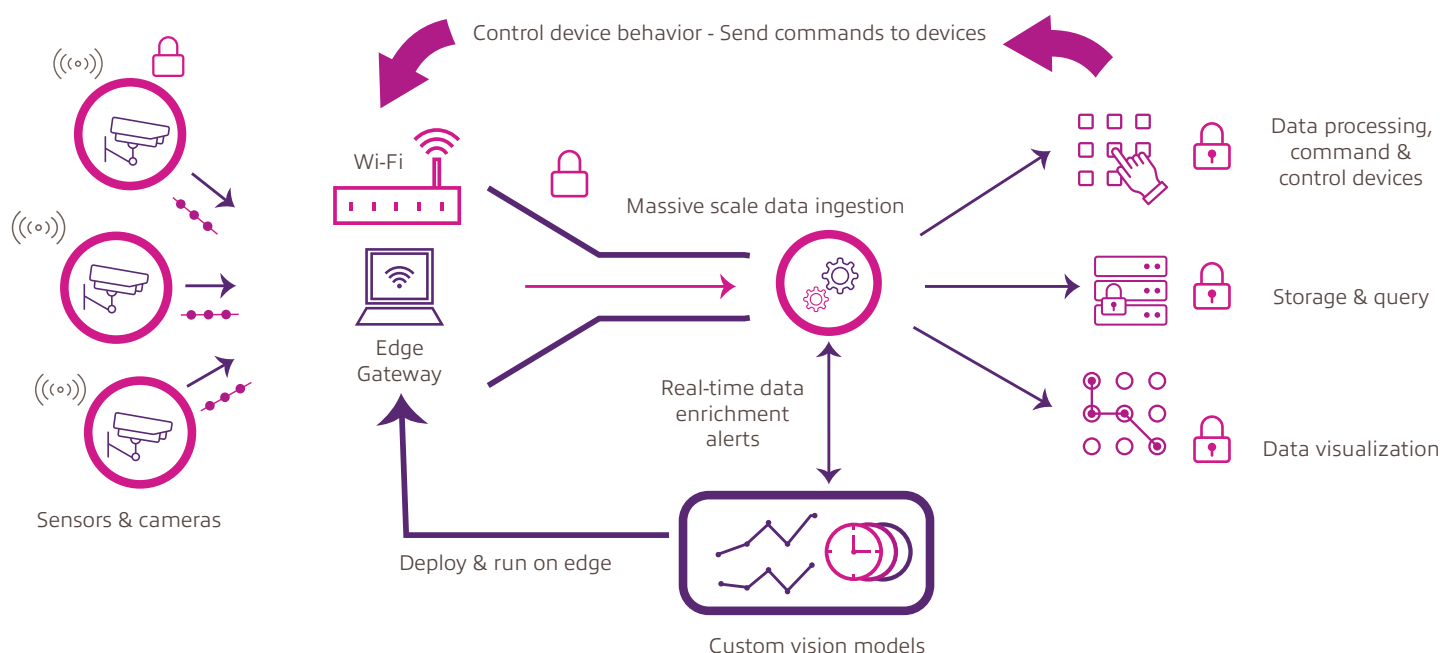 Control device behavior - Send commands to devices
Wi-Fi
Massive scale data ingestion
Data processing,
command &
control devices
Storage & query
Edge
Gateway
Real-time data
enrichment
alerts
Data visualization
Sensors & cameras
Deploy & run on edge
Custom vision models